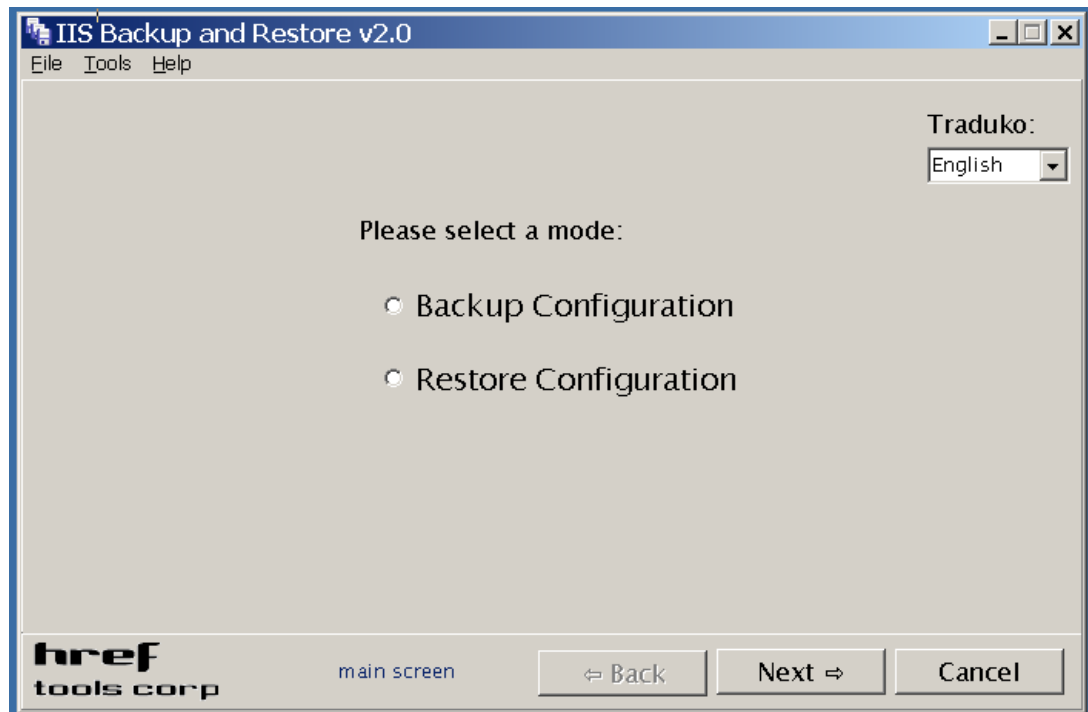 IIS Backup and Restore v2.0
File Tools Help
Traduko:
English
Please select a mode:
Backup Configuration
Restore Configuration
href
tools corp
main screen
⇦ Back
Next ⇨
Cancel